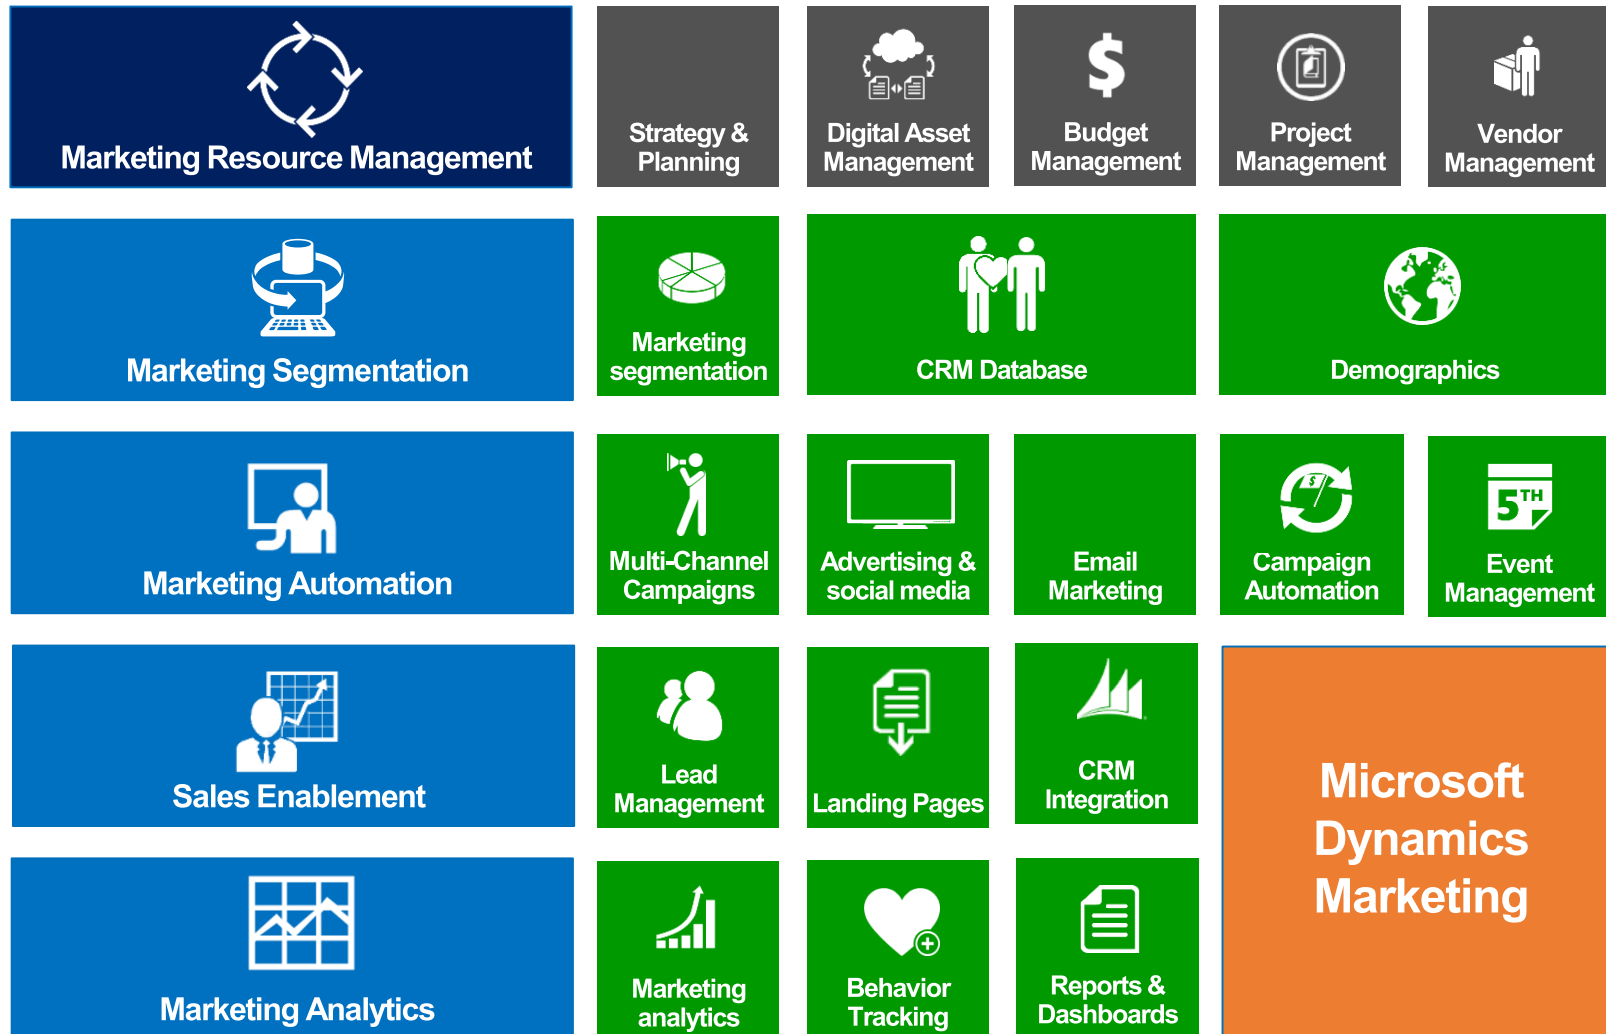 Marketing Resource Management
Strategy &
Planning
Digital Asset
Management
$
Budget
Management
Project
Management
Vendor
Management
Marketing Segmentation
Marketing
segmentation
CRM Database
Demographics
Marketing Automation
Multi-Channel
Campaigns
Advertising &
social media
Email
Marketing
$
Campaign
Automation
5TH
Event
Management
Sales Enablement
Lead
Management
Landing Pages
CRM
Integration
Microsoft
Dynamics
Marketing
Marketing Analytics
Marketing
analytics
Behavior
Tracking
Reports &
Dashboards